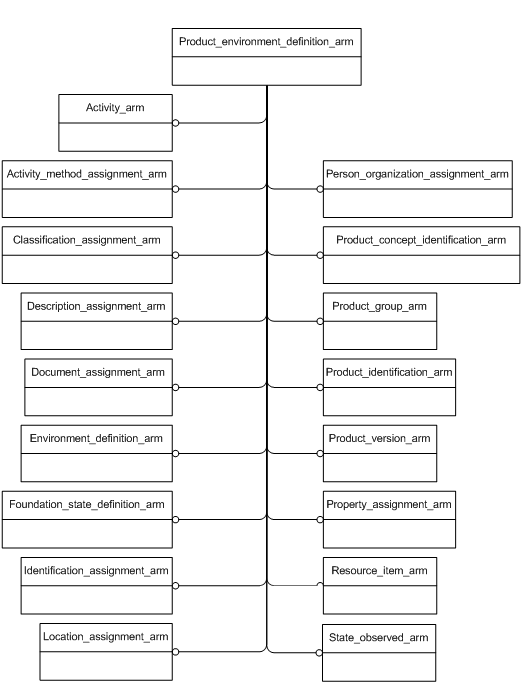 Product_environment_definition_arm
Activity_arm
Activity_method_assignment_arm
Person_organization_assignment_arm
Classification_assignment_arm
Product_concept_identification_arm
Description_assignment_arm
Product_group_arm
Document_assignment_arm
Product_identification_arm
Environment_definition_arm
Product_version_arm
Foundation_state_definition_arm
Property_assignment_arm
Identification_assignment_arm
Resource_item_arm
Location_assignment_arm
State_observed_arm